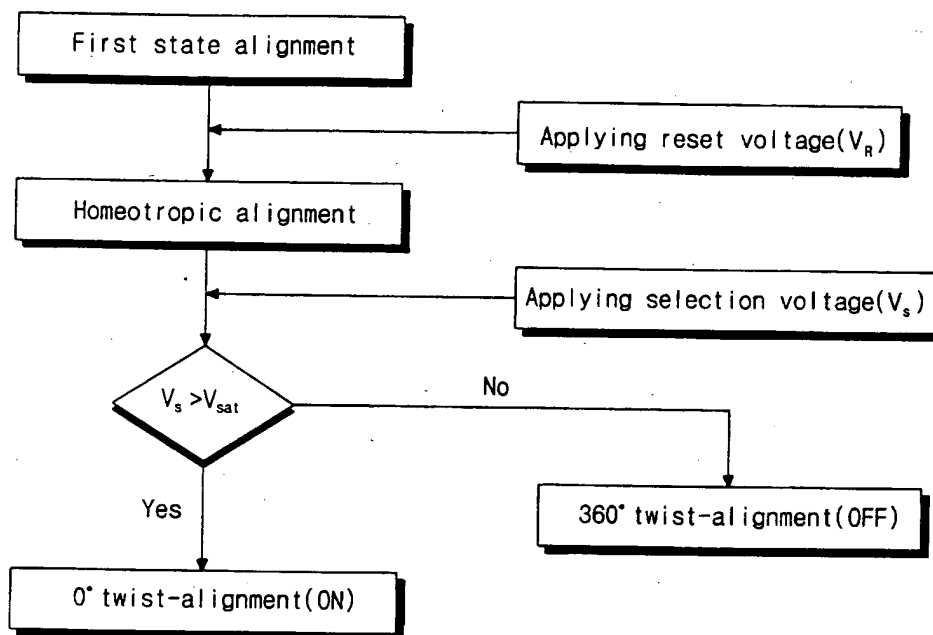 First state alignment
Applying reset voltage(V_R)
Homeotropic alignment
Applying selection voltage(V_s)
V_s >V_sat
No
Yes
360° twist-alignment(OFF)
0° twist-alignment(ON)